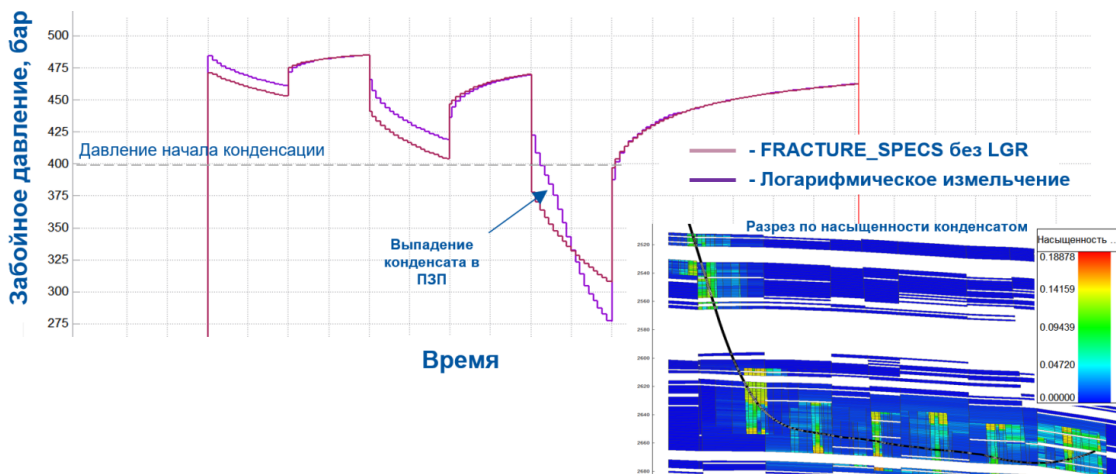 Забойное давление, бар
500
475
450
425
400
375
350
325
300
275
Давление начала конденсации
Выпадение
конденсата в
ПЗП
Время
- FRACTURE_SPECS без LGR
- Логарифмическое измельчение
Разрез по насыщенности конденсатом
Насыщенность ...
0.18878
0.14159
0.09439
0.04720
0.00000
2520
2540
2560
2580
2600
2620
2640
2660
2680